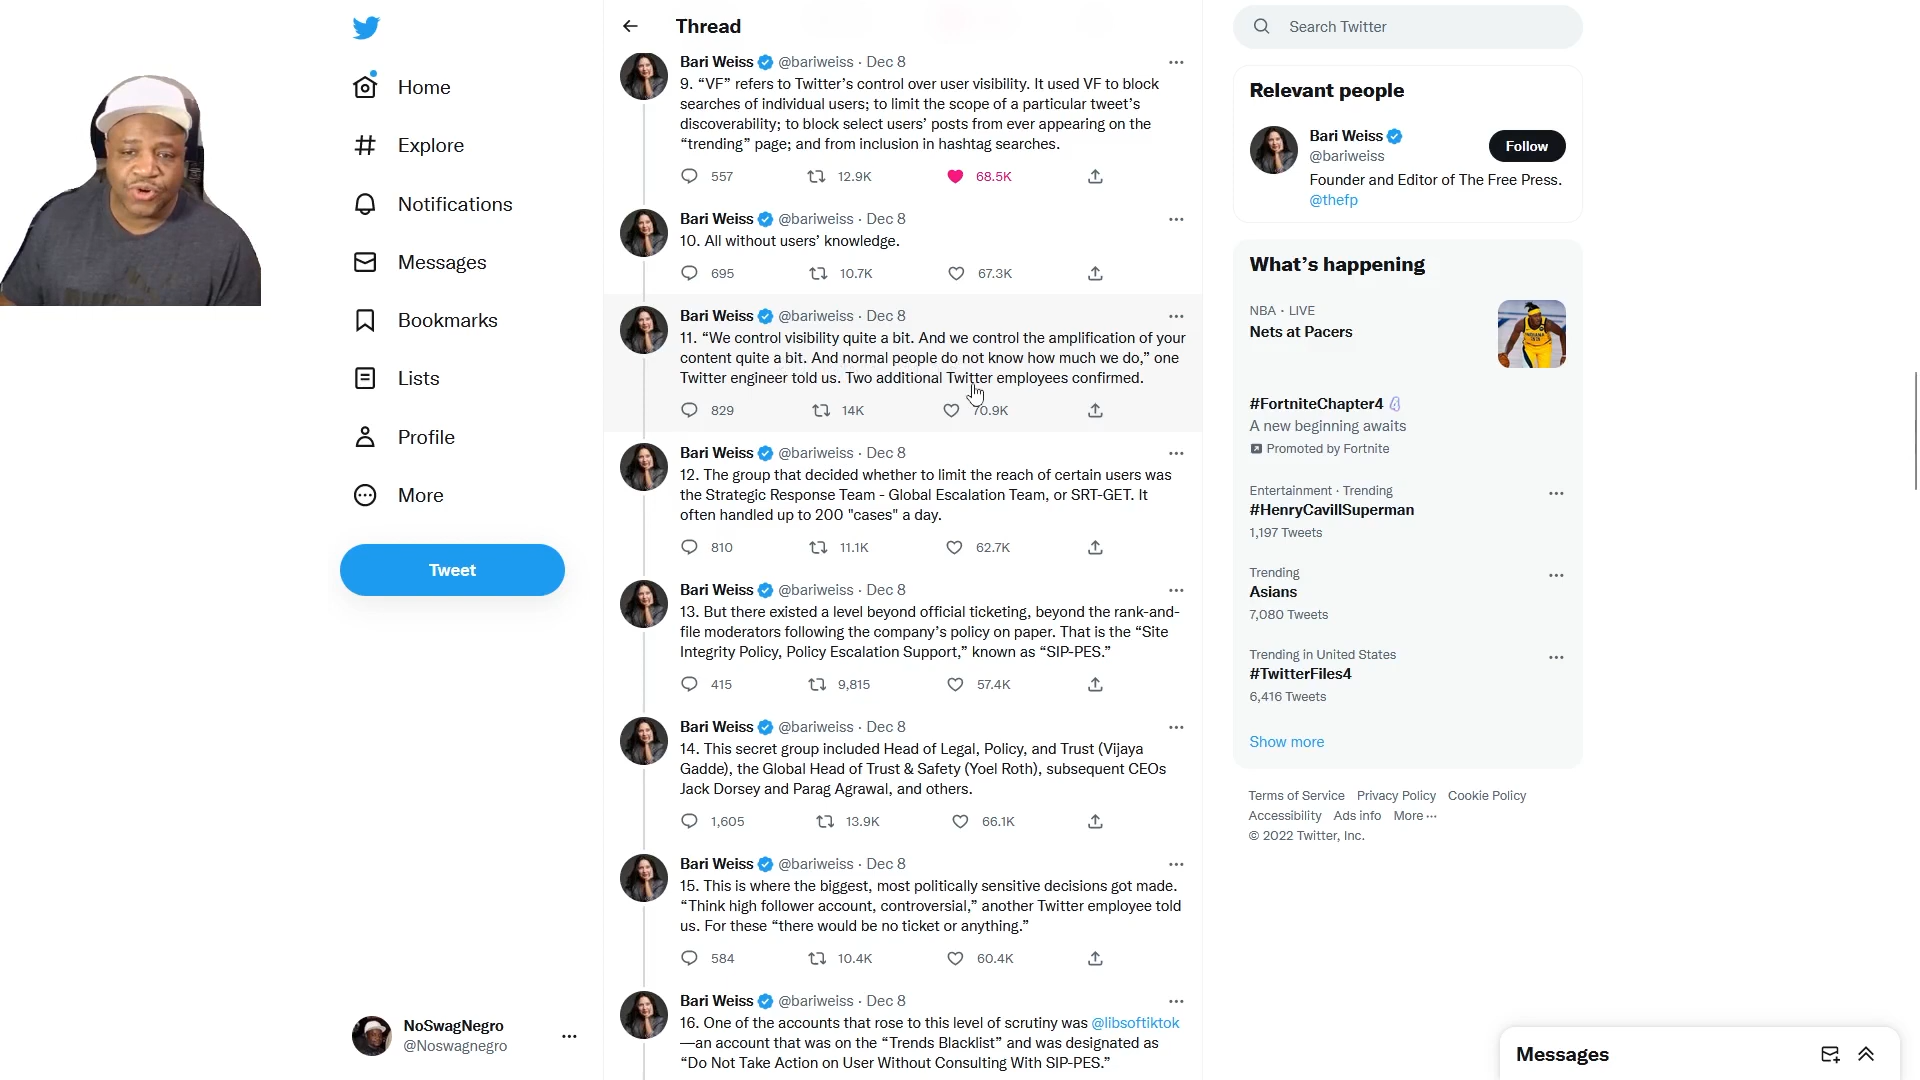 Home
Explore
Notifications
Messages
Bookmarks
Lists
Profile
More
Tweet
NoSwagNegro
@Noswagnegro
Thread
Bari Weiss @bariweiss · Dec 8
9. “VF” refers to Twitter’s control over user visibility. It used VF to block
searches of individual users; to limit the scope of a particular tweet’s
discoverability; to block select users’ posts from ever appearing on the
“trending” page; and from inclusion in hashtag searches.
557 12.9K 68.5K
Bari Weiss @bariweiss · Dec 8
10. All without users’ knowledge.
695 10.7K 67.3K
Bari Weiss @bariweiss · Dec 8
11. “We control visibility quite a bit. And we control the amplification of your
content quite a bit. And normal people do not know how much we do,” one
Twitter engineer told us. Two additional Twitter employees confirmed.
829 14K 70.9K
Bari Weiss @bariweiss · Dec 8
12. The group that decided whether to limit the reach of certain users was
the Strategic Response Team - Global Escalation Team, or SRT-GET. It
often handled up to 200 "cases" a day.
810 11.1K 62.7K
Bari Weiss @bariweiss · Dec 8
13. But there existed a level beyond official ticketing, beyond the rank-and-
file moderators following the company’s policy on paper. That is the “Site
Integrity Policy, Policy Escalation Support,” known as “SIP-PES.”
415 9,815 57.4K
Bari Weiss @bariweiss · Dec 8
14. This secret group included Head of Legal, Policy, and Trust (Vijaya
Gadde), the Global Head of Trust & Safety (Yoel Roth), subsequent CEOs
Jack Dorsey and Parag Agrawal, and others.
1,605 13.9K 66.1K
Bari Weiss @bariweiss · Dec 8
15. This is where the biggest, most politically sensitive decisions got made.
“Think high follower account, controversial,” another Twitter employee told
us. For these “there would be no ticket or anything.”
584 10.4K 60.4K
Bari Weiss @bariweiss · Dec 8
16. One of the accounts that rose to this level of scrutiny was @libsoftiktok
—an account that was on the “Trends Blacklist” and was designated as
“Do Not Take Action on User Without Consulting With SIP-PES.”
Search Twitter
Relevant people
Bari Weiss
@bariweiss
Follow
Founder and Editor of The Free Press.
@thefp
What’s happening
NBA · LIVE
Nets at Pacers
#FortniteChapter4
A new beginning awaits
Promoted by Fortnite
Entertainment · Trending
#HenryCavillSuperman
1,197 Tweets
Trending
Asians
7,080 Tweets
Trending in United States
#TwitterFiles4
6,416 Tweets
Show more
Terms of Service Privacy Policy Cookie Policy
Accessibility Ads info More ···
© 2022 Twitter, Inc.
Messages